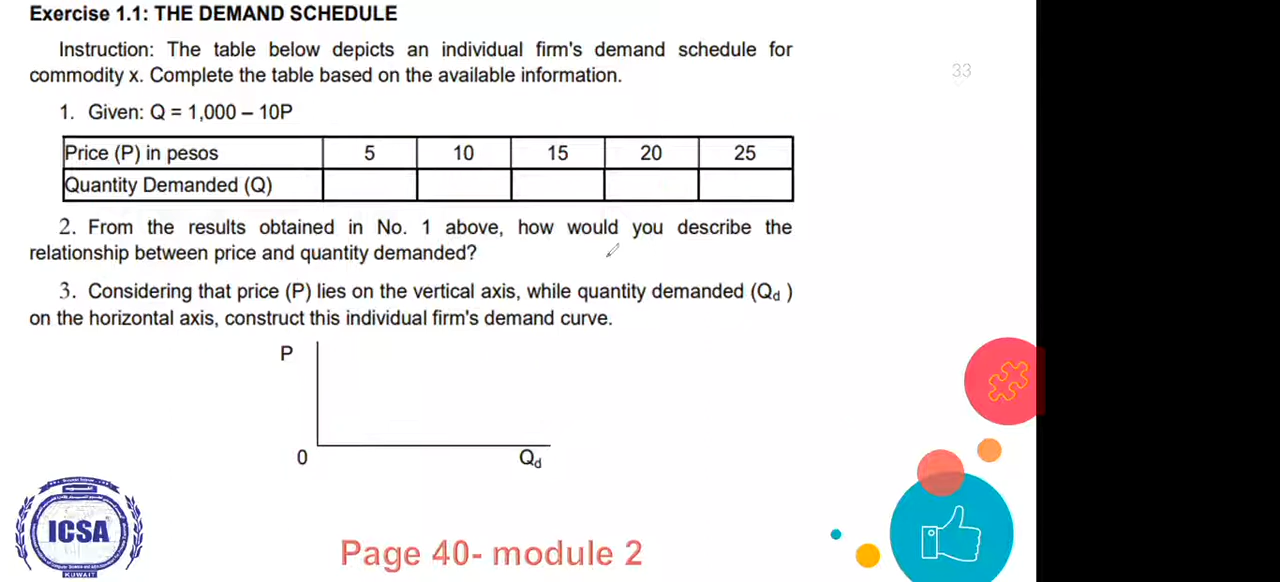 Exercise 1.1: THE DEMAND SCHEDULE
Instruction: The table below depicts an individual firm's demand schedule for
commodity x. Complete the table based on the available information.
33
1. Given: Q = 1,000 – 10P
Price (P) in pesos 5 10 15 20 25
Quantity Demanded (Q)
2. From the results obtained in No. 1 above, how would you describe the
relationship between price and quantity demanded?
3. Considering that price (P) lies on the vertical axis, while quantity demanded (Qd )
on the horizontal axis, construct this individual firm's demand curve.
P
0 Qd
ICSA
KUWAIT
Page 40- module 2